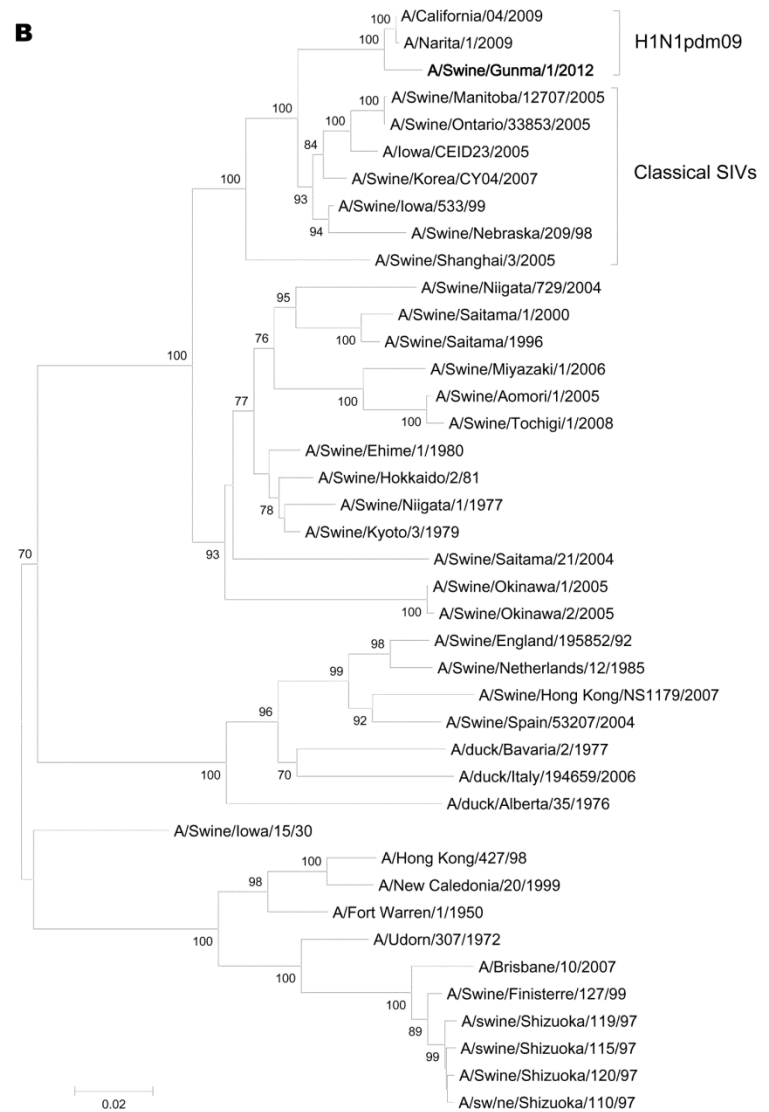 B
A/California/04/2009
100
100
A/Narita/1/2009
H1N1pdm09
A/Swine/Gunma/1/2012
A/Swine/Manitoba/12707/2005
100
100
100
A/Swine/Ontario/33853/2005
84
A/Iowa/CEID23/2005
100
A/Swine/Korea/CY04/2007
Classical SIVs
93
A/Swine/Iowa/533/99
94
A/Swine/Nebraska/209/98
A/Swine/Shanghai/3/2005
A/Swine/Niigata/729/2004
95
A/Swine/Saitama/1/2000
76
100
A/Swine/Saitama/1996
100
A/Swine/Miyazaki/1/2006
77
100
A/Swine/Aomori/1/2005
100
A/Swine/Tochigi/1/2008
A/Swine/Ehime/1/1980
A/Swine/Hokkaido/2/81
78
A/Swine/Niigata/1/1977
A/Swine/Kyoto/3/1979
70
93
A/Swine/Saitama/21/2004
A/Swine/Okinawa/1/2005
100
A/Swine/Okinawa/2/2005
98
A/Swine/England/195852/92
99
A/Swine/Netherlands/12/1985
A/Swine/Hong Kong/NS1179/2007
96
92
A/Swine/Spain/53207/2004
A/duck/Bavaria/2/1977
100
70
A/duck/Italy/194659/2006
A/duck/Alberta/35/1976
A/Swine/Iowa/15/30
100
A/Hong Kong/427/98
98
A/New Caledonia/20/1999
A/Fort Warren/1/1950
100
A/Udorn/307/1972
100
A/Brisbane/10/2007
100
A/Swine/Finisterre/127/99
89
A/swine/Shizuoka/119/97
99
A/swine/Shizuoka/115/97
A/Swine/Shizuoka/120/97
0.02
A/sw/ne/Shizuoka/110/97